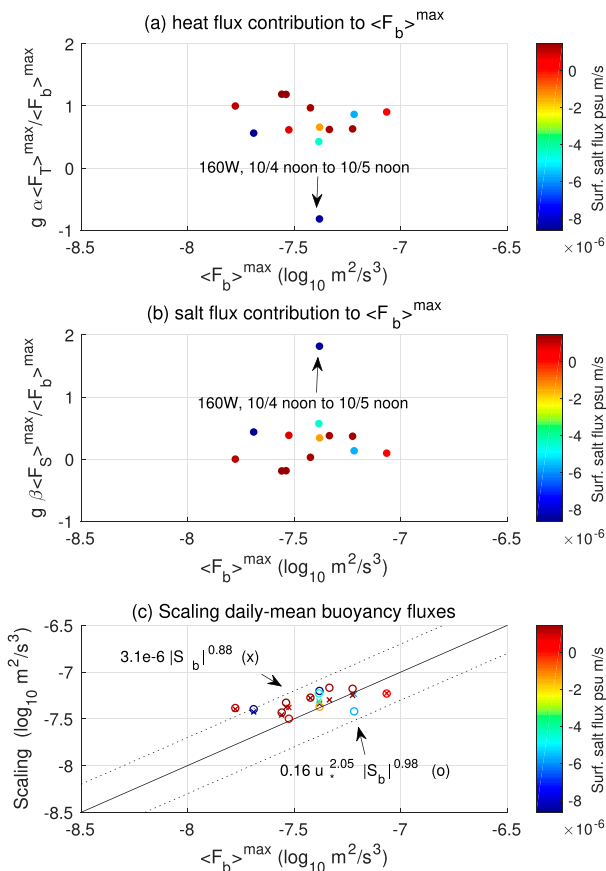 (a) heat flux contribution to <F_b>^max
2
1
0
-1
g α<F_T>^max/<F_b>^max
160W, 10/4 noon to 10/5 noon
-8.5 -8 -7.5 -7 -6.5
<F_b>^max (log_10 m^2/s^3)
0
-2
-4
-6
-8
×10^-6
Surf. salt flux psu m/s
(b) salt flux contribution to <F_b>^max
2
1
0
-1
g β<F_S>^max/<F_b>^max
160W, 10/4 noon to 10/5 noon
-8.5 -8 -7.5 -7 -6.5
<F_b>^max (log_10 m^2/s^3)
0
-2
-4
-6
-8
×10^-6
Surf. salt flux psu m/s
(c) Scaling daily-mean buoyancy fluxes
-6.5
-7
-7.5
-8
-8.5
Scaling (log_10 m^2/s^3)
3.1e-6 |S_b|^0.88 (x)
0.16 u_*^2.05 |S_b|^0.98 (o)
-8.5 -8 -7.5 -7 -6.5
<F_b>^max (log_10 m^2/s^3)
0
-2
-4
-6
-8
×10^-6
Surf. salt flux psu m/s